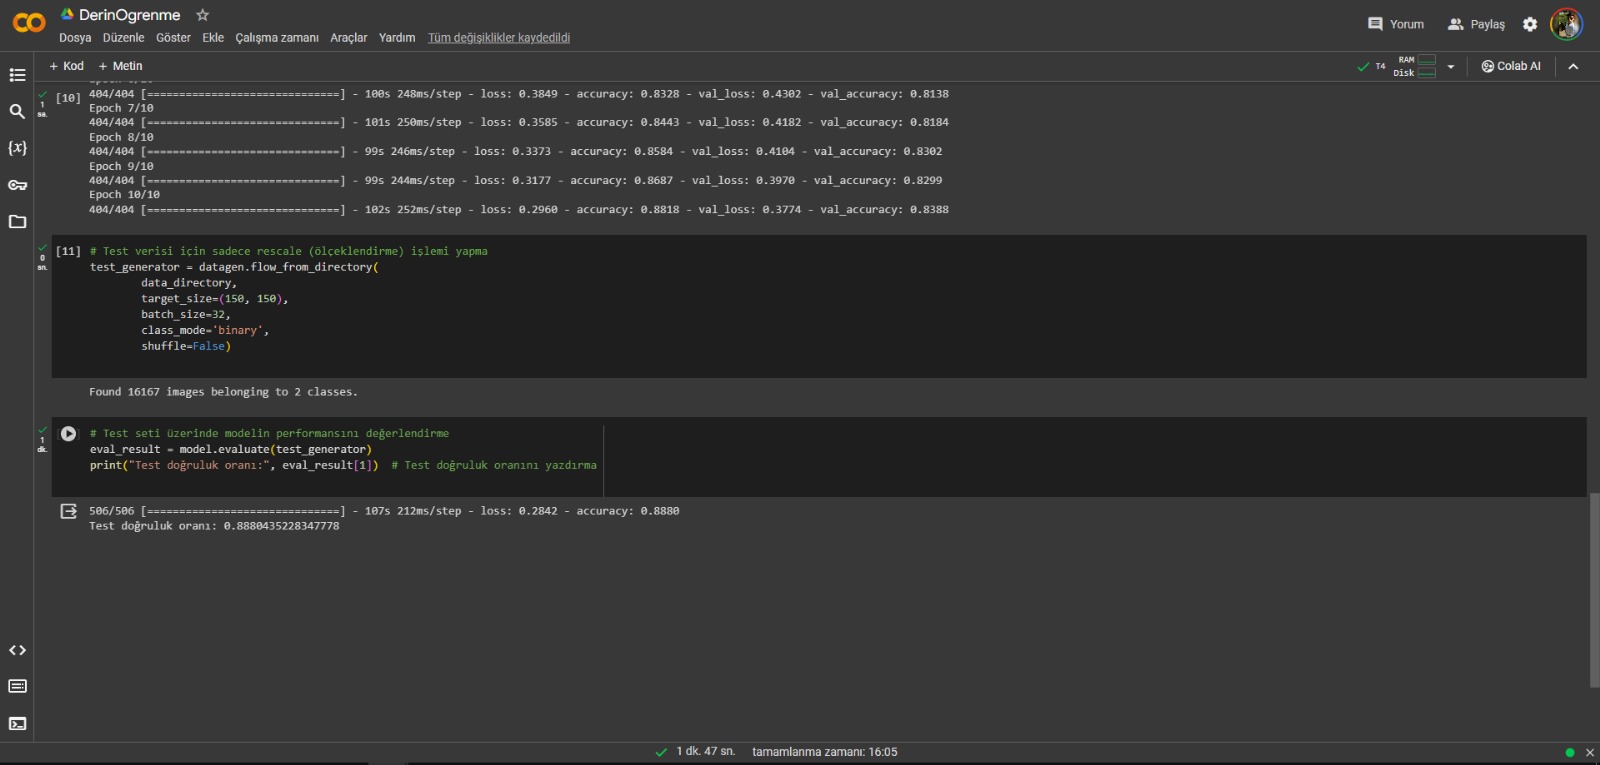 DerinOgrenme
Yorum
Paylaş
Dosya Düzenle Göster Ekle Çalışma zamanı Araçlar Yardım Tüm değişiklikler kaydedildi
+ Kod + Metin
T4 RAM
Disk
Colab AI
[10] 404/404 [==============================] - 100s 248ms/step - loss: 0.3849 - accuracy: 0.8328 - val_loss: 0.4302 - val_accuracy: 0.8138
1 sa.
Epoch 7/10
404/404 [==============================] - 101s 250ms/step - loss: 0.3585 - accuracy: 0.8443 - val_loss: 0.4182 - val_accuracy: 0.8184
Epoch 8/10
404/404 [==============================] - 99s 246ms/step - loss: 0.3373 - accuracy: 0.8584 - val_loss: 0.4104 - val_accuracy: 0.8302
Epoch 9/10
404/404 [==============================] - 99s 244ms/step - loss: 0.3177 - accuracy: 0.8687 - val_loss: 0.3970 - val_accuracy: 0.8299
Epoch 10/10
404/404 [==============================] - 102s 252ms/step - loss: 0.2960 - accuracy: 0.8818 - val_loss: 0.3774 - val_accuracy: 0.8388
0 sn.
[11] # Test verisi için sadece rescale (ölçeklendirme) işlemi yapma
test_generator = datagen.flow_from_directory(
data_directory,
target_size=(150, 150),
batch_size=32,
class_mode='binary',
shuffle=False)
Found 16167 images belonging to 2 classes.
1 dk.
# Test seti üzerinde modelin performansını değerlendirme
eval_result = model.evaluate(test_generator)
print("Test doğruluk oranı:", eval_result[1]) # Test doğruluk oranını yazdırma
506/506 [==============================] - 107s 212ms/step - loss: 0.2842 - accuracy: 0.8880
Test doğruluk oranı: 0.8880435228347778
1 dk. 47 sn. tamamlanma zamanı: 16:05